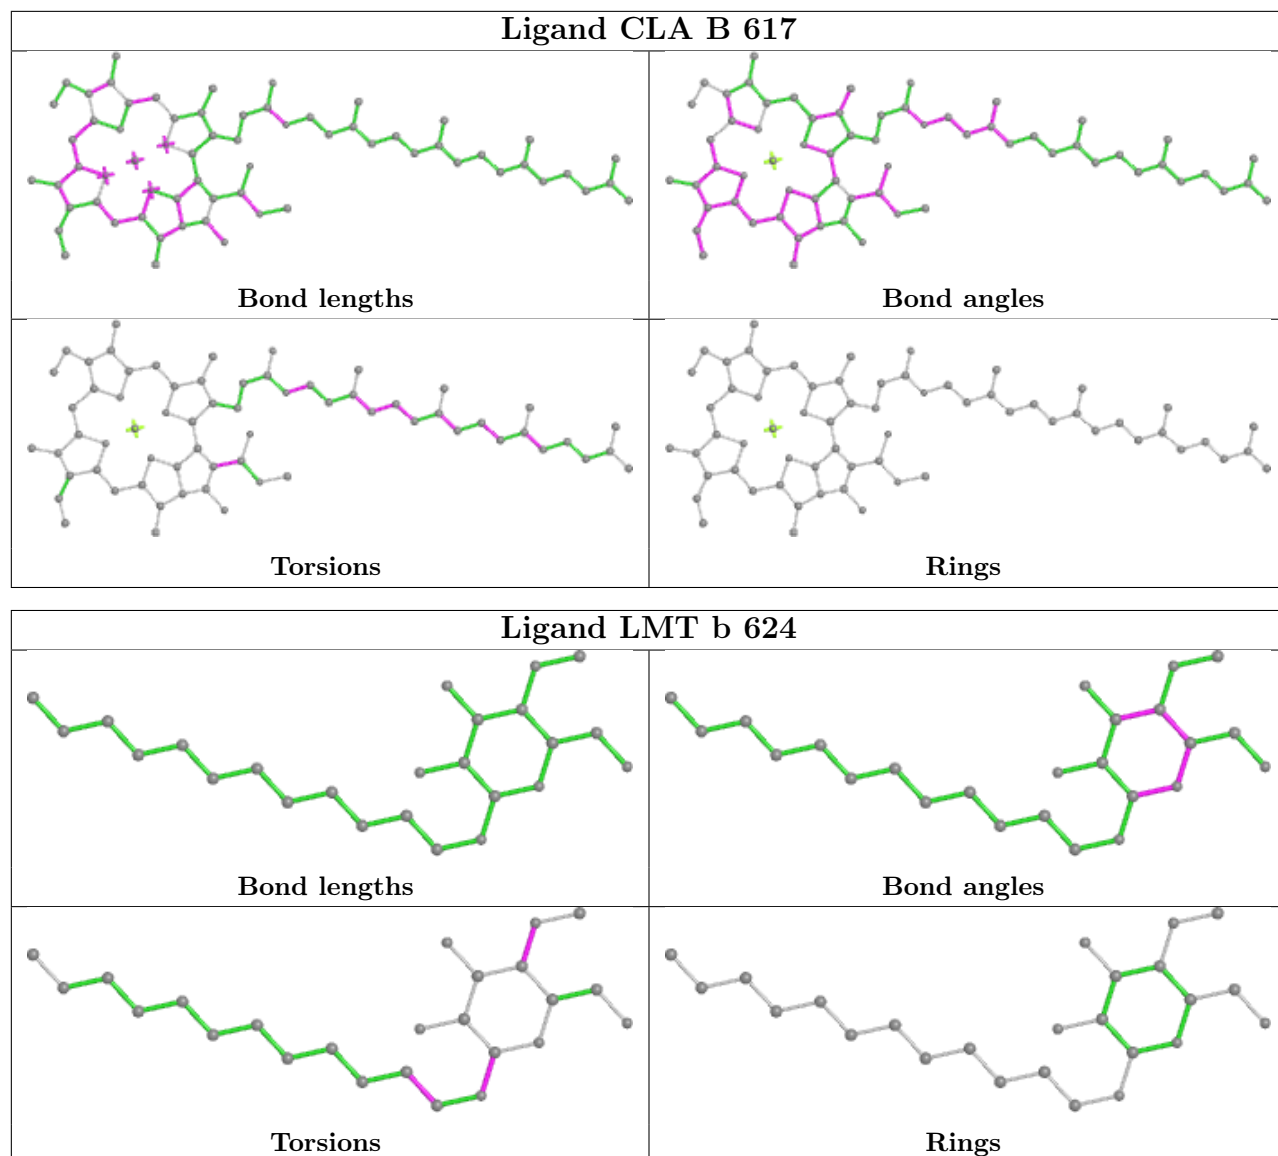 Ligand CLA B 617
Bond lengths
Bond angles
Torsions
Rings
Ligand LMT b 624
Bond lengths
Bond angles
Torsions
Rings